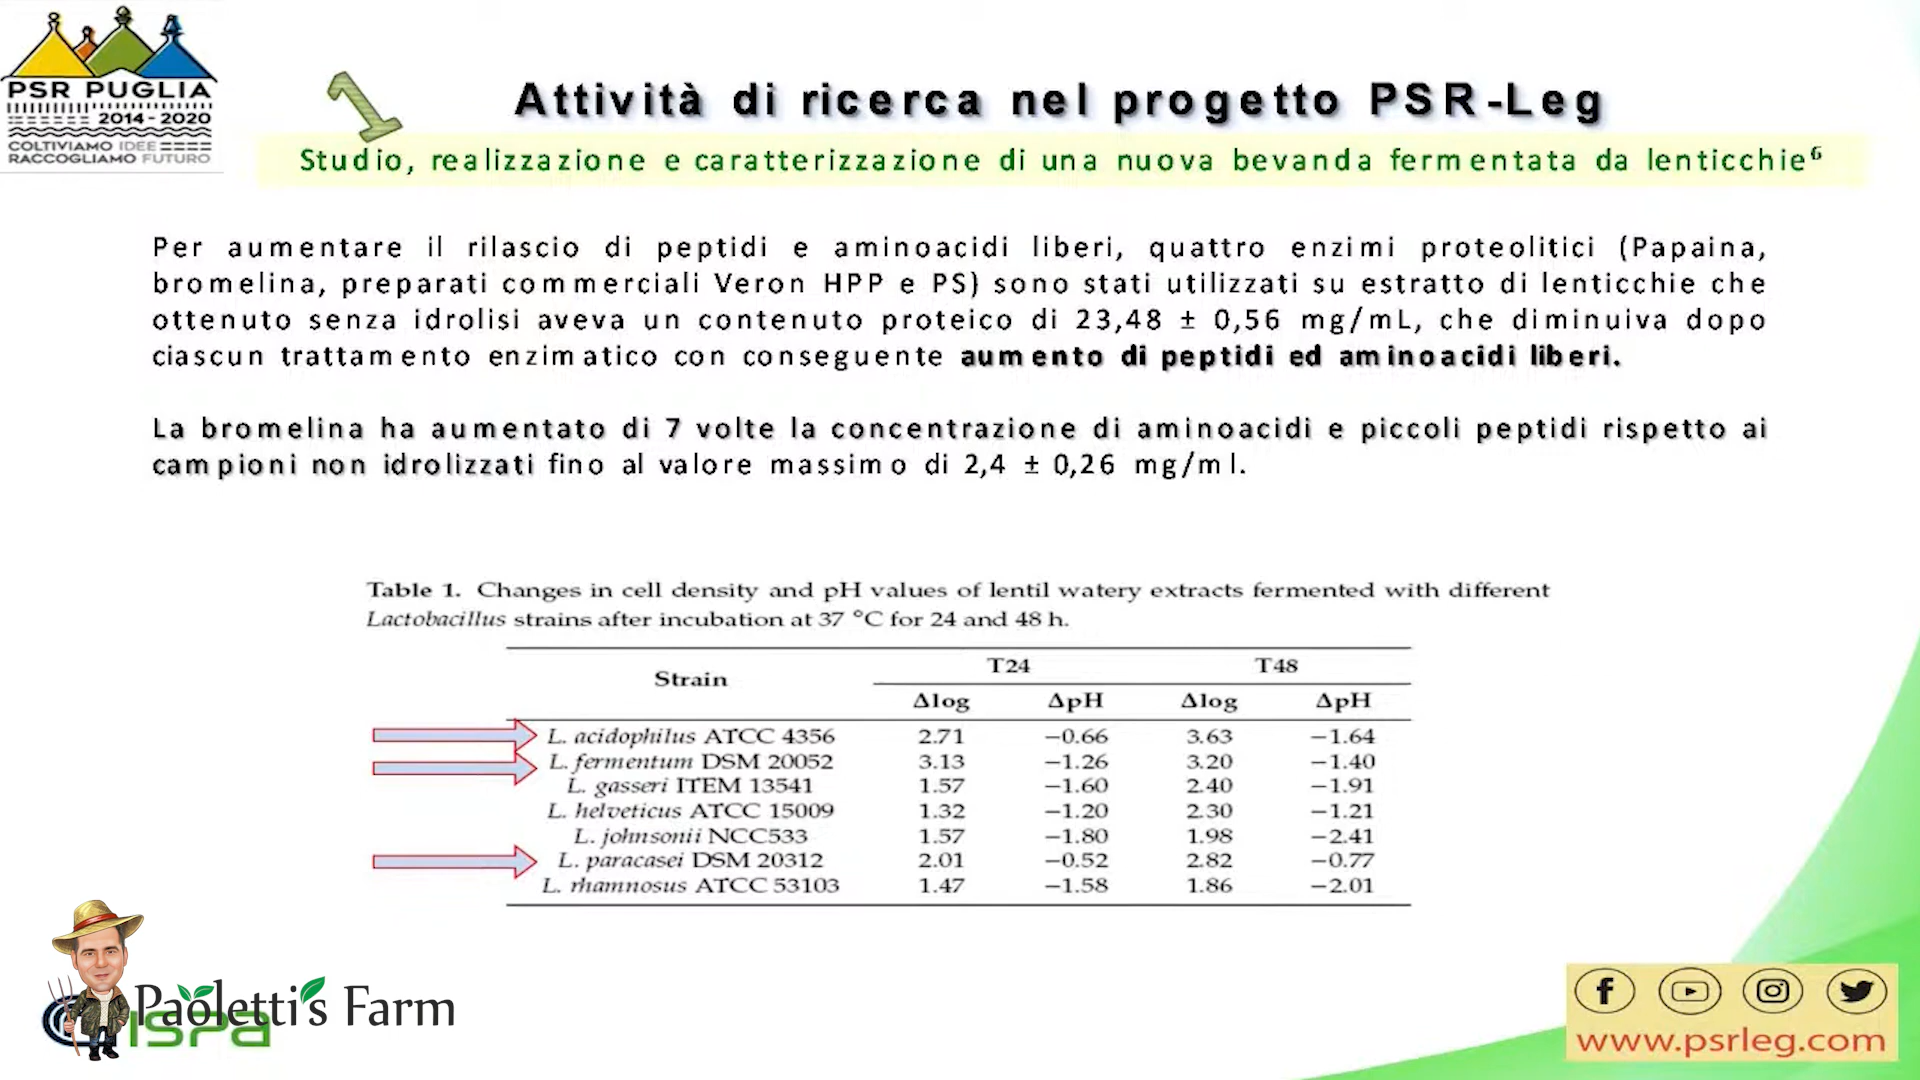 PSR PUGLIA
2014 - 2020
COLTIVIAMO IDEE
RACCOGLIAMO FUTURO
1
Attività di ricerca nel progetto PSR-Leg
Studio, realizzazione e caratterizzazione di una nuova bevanda fermentata da lenticchie⁶
Per aumentare il rilascio di peptidi e aminoacidi liberi, quattro enzimi proteolitici (Papaina,
bromelina, preparati commerciali Veron HPP e PS) sono stati utilizzati su estratto di lenticchie che
ottenuto senza idrolisi aveva un contenuto proteico di 23,48 ± 0,56 mg/mL, che diminuiva dopo
ciascun trattamento enzimatico con conseguente aumento di peptidi ed aminoacidi liberi.
La bromelina ha aumentato di 7 volte la concentrazione di aminoacidi e piccoli peptidi rispetto ai
campioni non idrolizzati fino al valore massimo di 2,4 ± 0,26 mg/ml.
Table 1. Changes in cell density and pH values of lentil watery extracts fermented with different
Lactobacillus strains after incubation at 37 °C for 24 and 48 h.
Strain T24 T48
Δlog ΔpH Δlog ΔpH
L. acidophilus ATCC 4356 2.71 −0.66 3.63 −1.64
L. fermentum DSM 20052 3.13 −1.26 3.20 −1.40
L. gasseri ITEM 13541 1.57 −1.60 2.40 −1.91
L. helveticus ATCC 15009 1.32 −1.20 2.30 −1.21
L. johnsonii NCC533 1.57 −1.80 1.98 −2.41
L. paracasei DSM 20312 2.01 −0.52 2.82 −0.77
L. rhamnosus ATCC 53103 1.47 −1.58 1.86 −2.01
Paoletti's Farm
ispa
www.psrleg.com